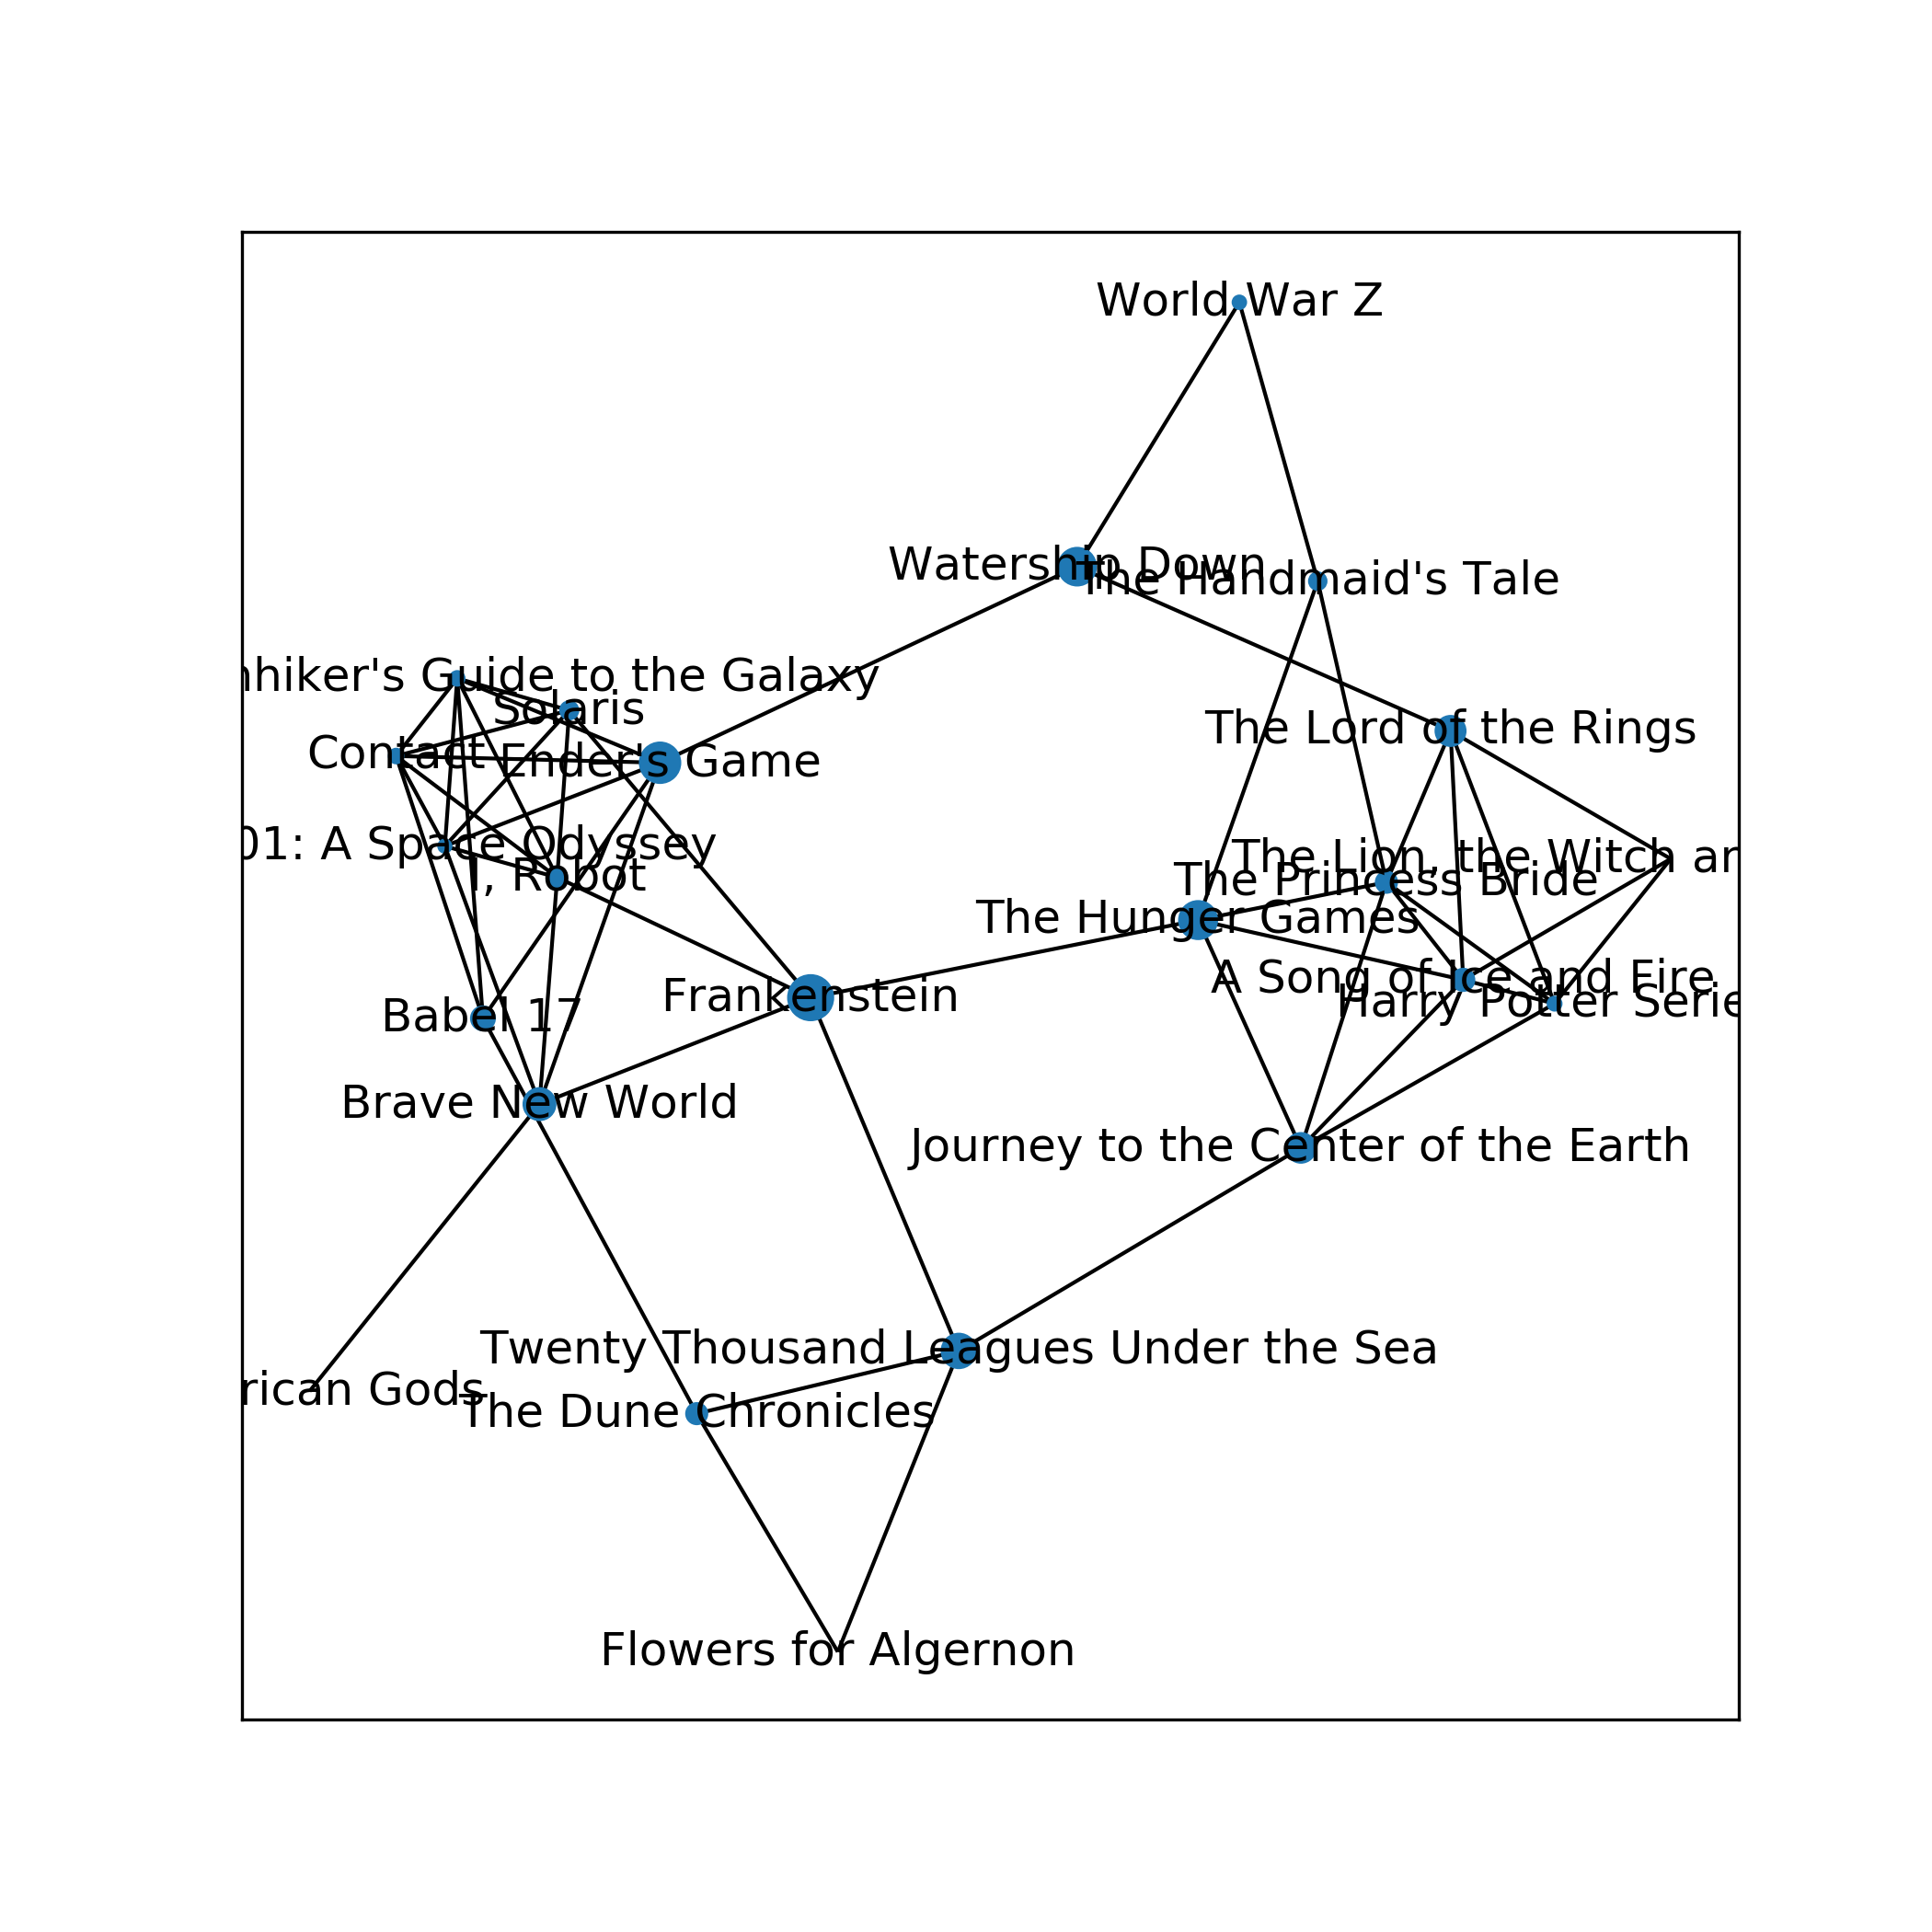 World War Z
Watership Down
The Handmaid's Tale
hiker's Guide to the Galaxy
Solaris
The Lord of the Rings
Contact
Ender's Game
01: A Space Odyssey
The Lion, the Witch ar
I, Robot
The Princess Bride
The Hunger Games
A Song of Ice and Fire
Frankenstein
Harry Potter Serie
Babel 17
Brave New World
Journey to the Center of the Earth
Twenty Thousand Leagues Under the Sea
rican Gods
The Dune Chronicles
Flowers for Algernon